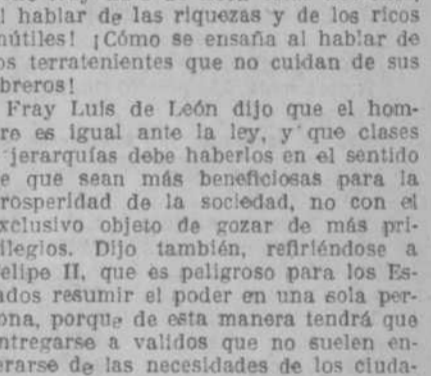 l hablar de las riquezas y de los ricos
nútiles! ¡Cómo se ensaña al hablar de
os terratenientes que no cuidan de sus
breros!
Fray Luis de León dijo que el hom-
re es igual ante la ley, y que clases
jerarquías debe haberlos en el sentido
e que sean más beneficiosas para la
rosperidad de la sociedad, no con el
xclusivo objeto de gozar de más pri-
ilegios. Dijo también, refiriéndose a
elipe II, que es peligroso para los Es-
ados resumir el poder en una sola per-
ona, porque de esta manera tendrá que
ntregarse a validos que no suelen en-
erarse de las necesidades de los ciuda-